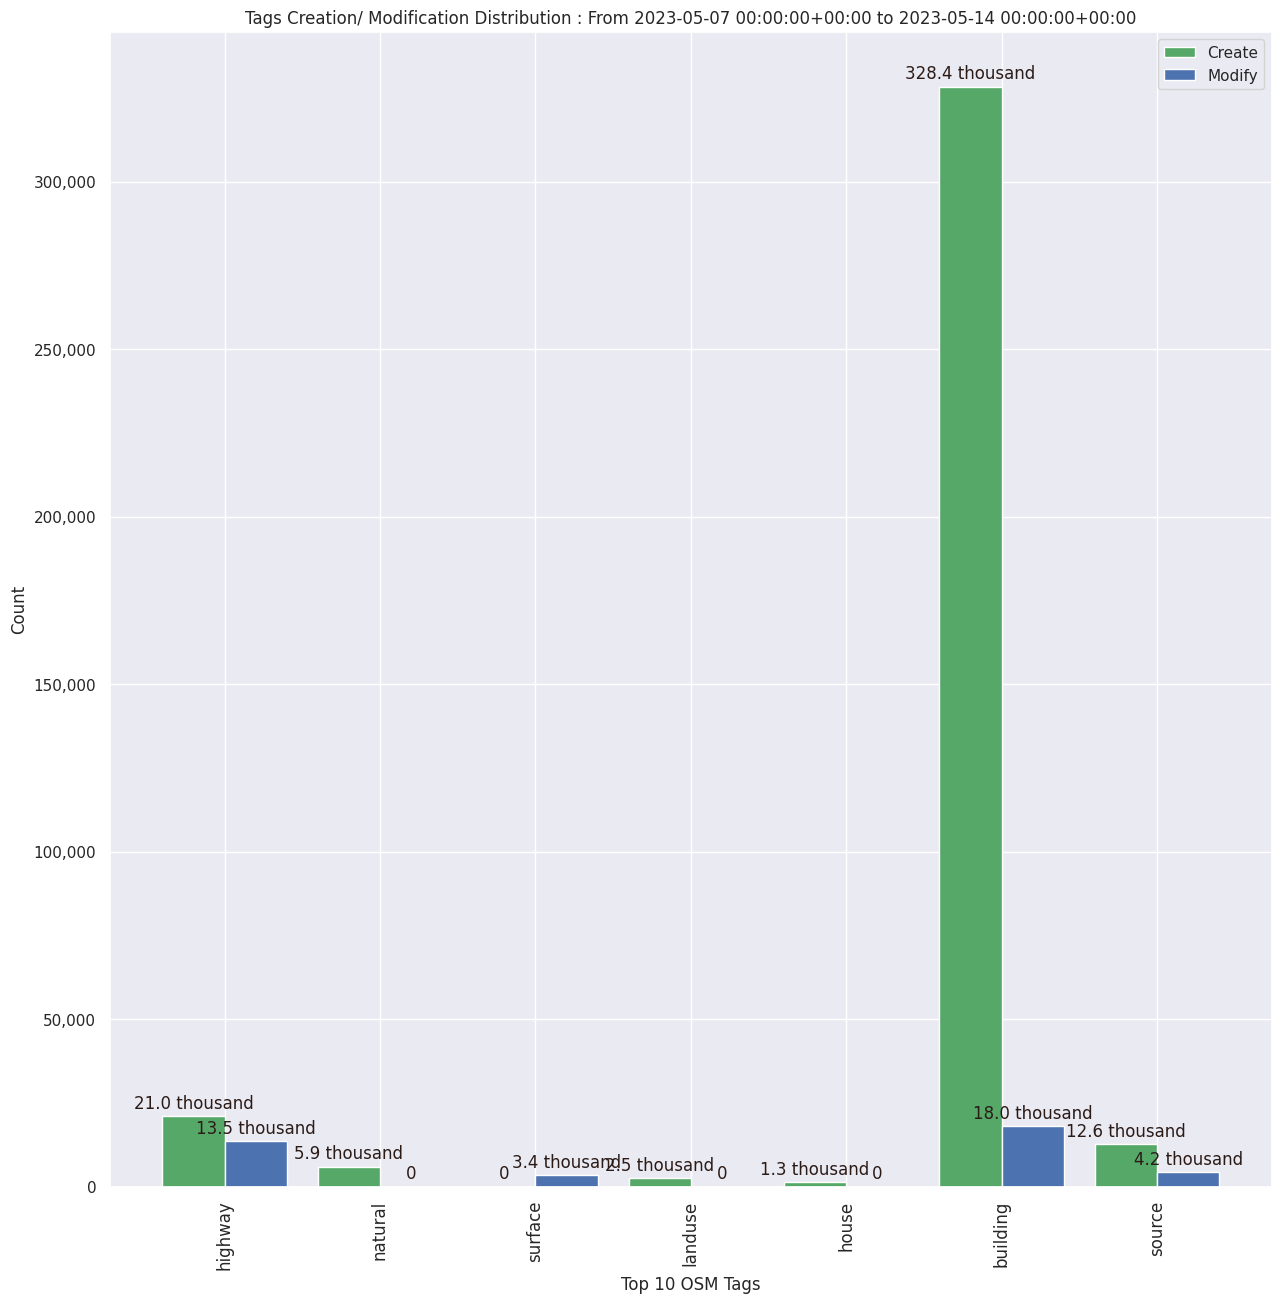 Tags Creation/ Modification Distribution : From 2023-05-07 00:00:00+00:00 to 2023-05-14 00:00:00+00:00
Create
Modify
Count
300,000
250,000
200,000
150,000
100,000
50,000
0
21.0 thousand
13.5 thousand
5.9 thousand
0
0
3.4 thousand
2.5 thousand
0
1.3 thousand
0
328.4 thousand
18.0 thousand
12.6 thousand
4.2 thousand
highway
natural
surface
landuse
house
building
source
Top 10 OSM Tags